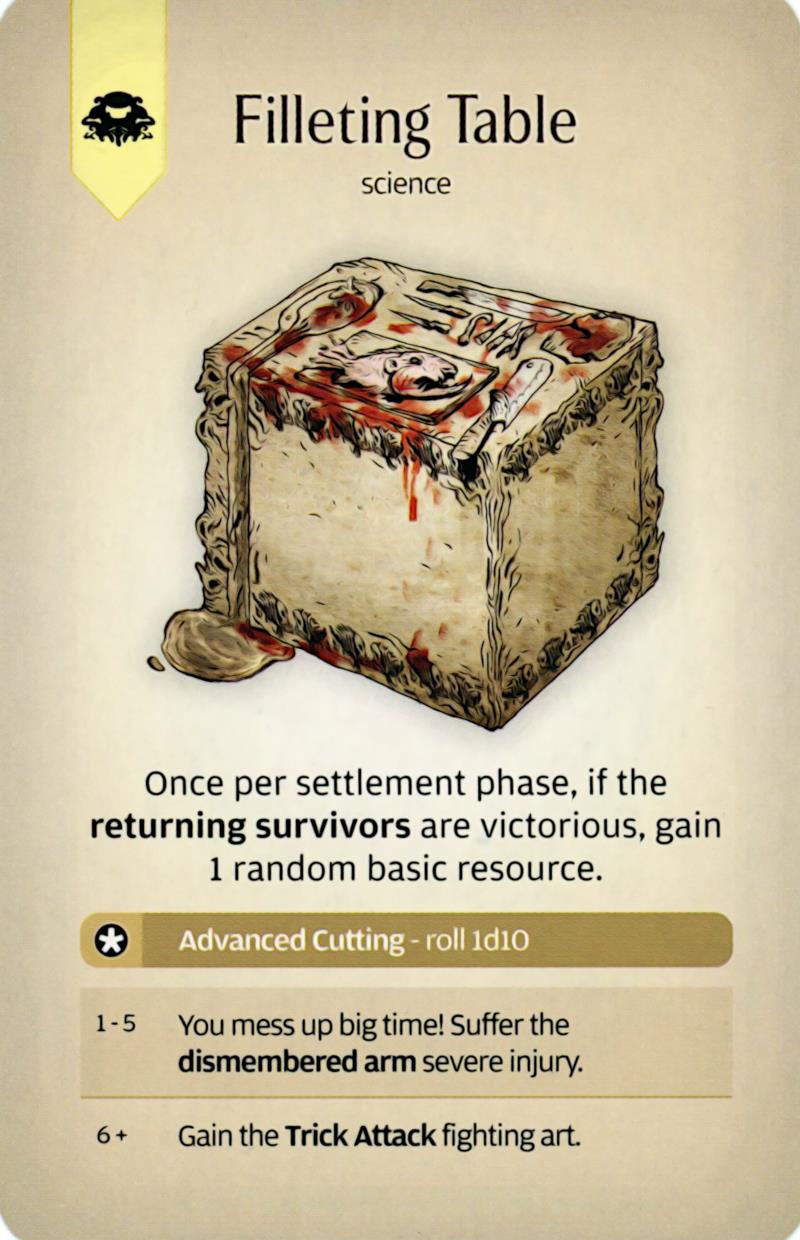 Filleting Table
science
Once per settlement phase, if the
returning survivors are victorious, gain
1 random basic resource.
Advanced Cutting - roll 1d10
1-5 You mess up big time! Suffer the
dismembered arm severe injury.
6+ Gain the Trick Attack fighting art.